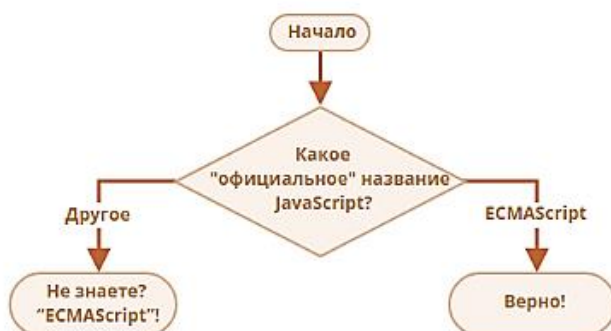 Начало
Какое
"официальное" название
JavaScript?
Другое
ECMAScript
Не знаете?
“ECMAScript”!
Верно!